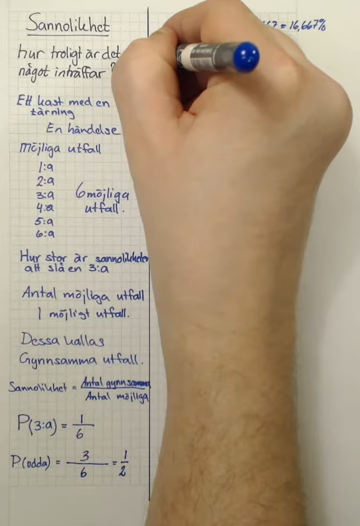 Sannolikhet
Hur troligt är det
något inträffar ?
Ett kast med en
tärning
En händelse
Möjliga utfall
1:a
2:a
3:a
4:a
5:a
6:a
6 möjliga
utfall.
Hur stor är sannolikheten
att slå en 3:a
Antal möjliga utfall
1 möjligt utfall.
Dessa kallas
Gynnsamma utfall.
Sannolikhet = Antal gynnsamma
Antal möjliga
P(3:a) = 1/6
P(odda) = 3/6 = 1/2
= 16,667%